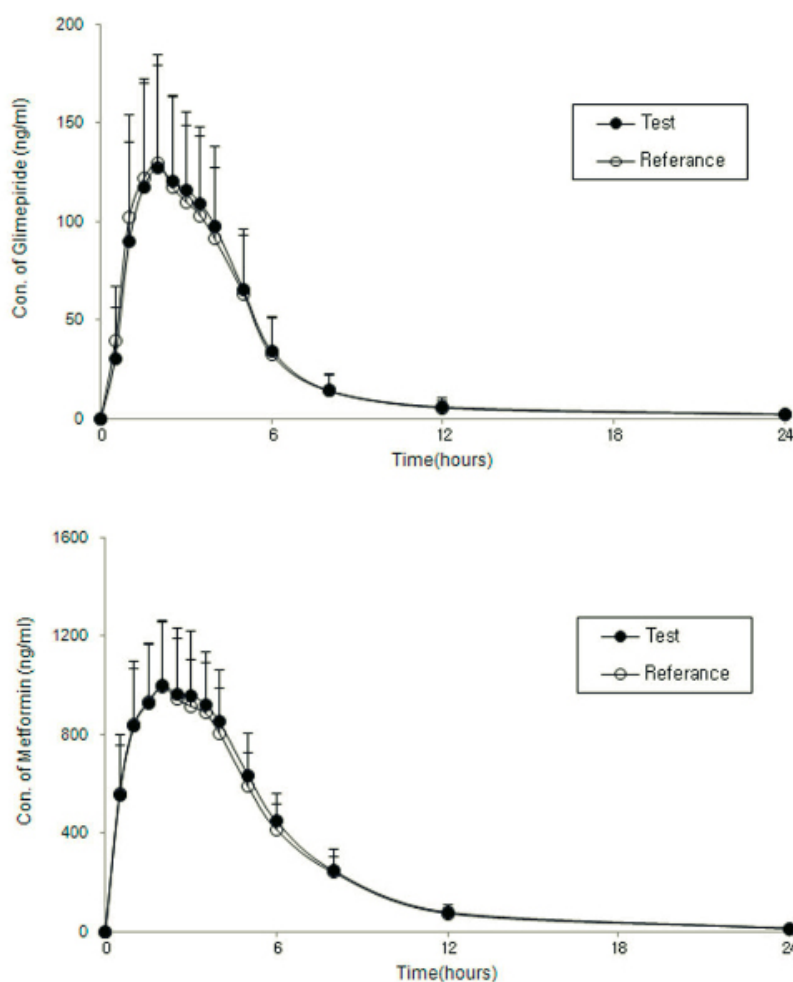 200
150
100
50
0
Con. of Glimepiride (ng/ml)
Test
Referance
0 6 12 18 24
Time(hours)
1600
1200
800
400
0
Con. of Metformin (ng/ml)
Test
Referance
0 6 12 18 24
Time(hours)